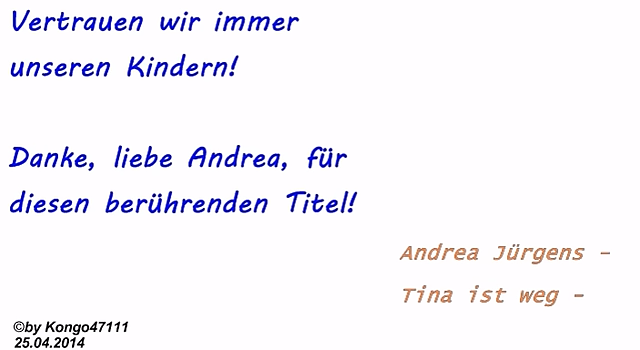 Vertrauen wir immer
unseren Kindern!
Danke, liebe Andrea, für
diesen berührenden Titel!
Andrea Jürgens -
Tina ist weg -
©by Kongo47111
25.04.2014